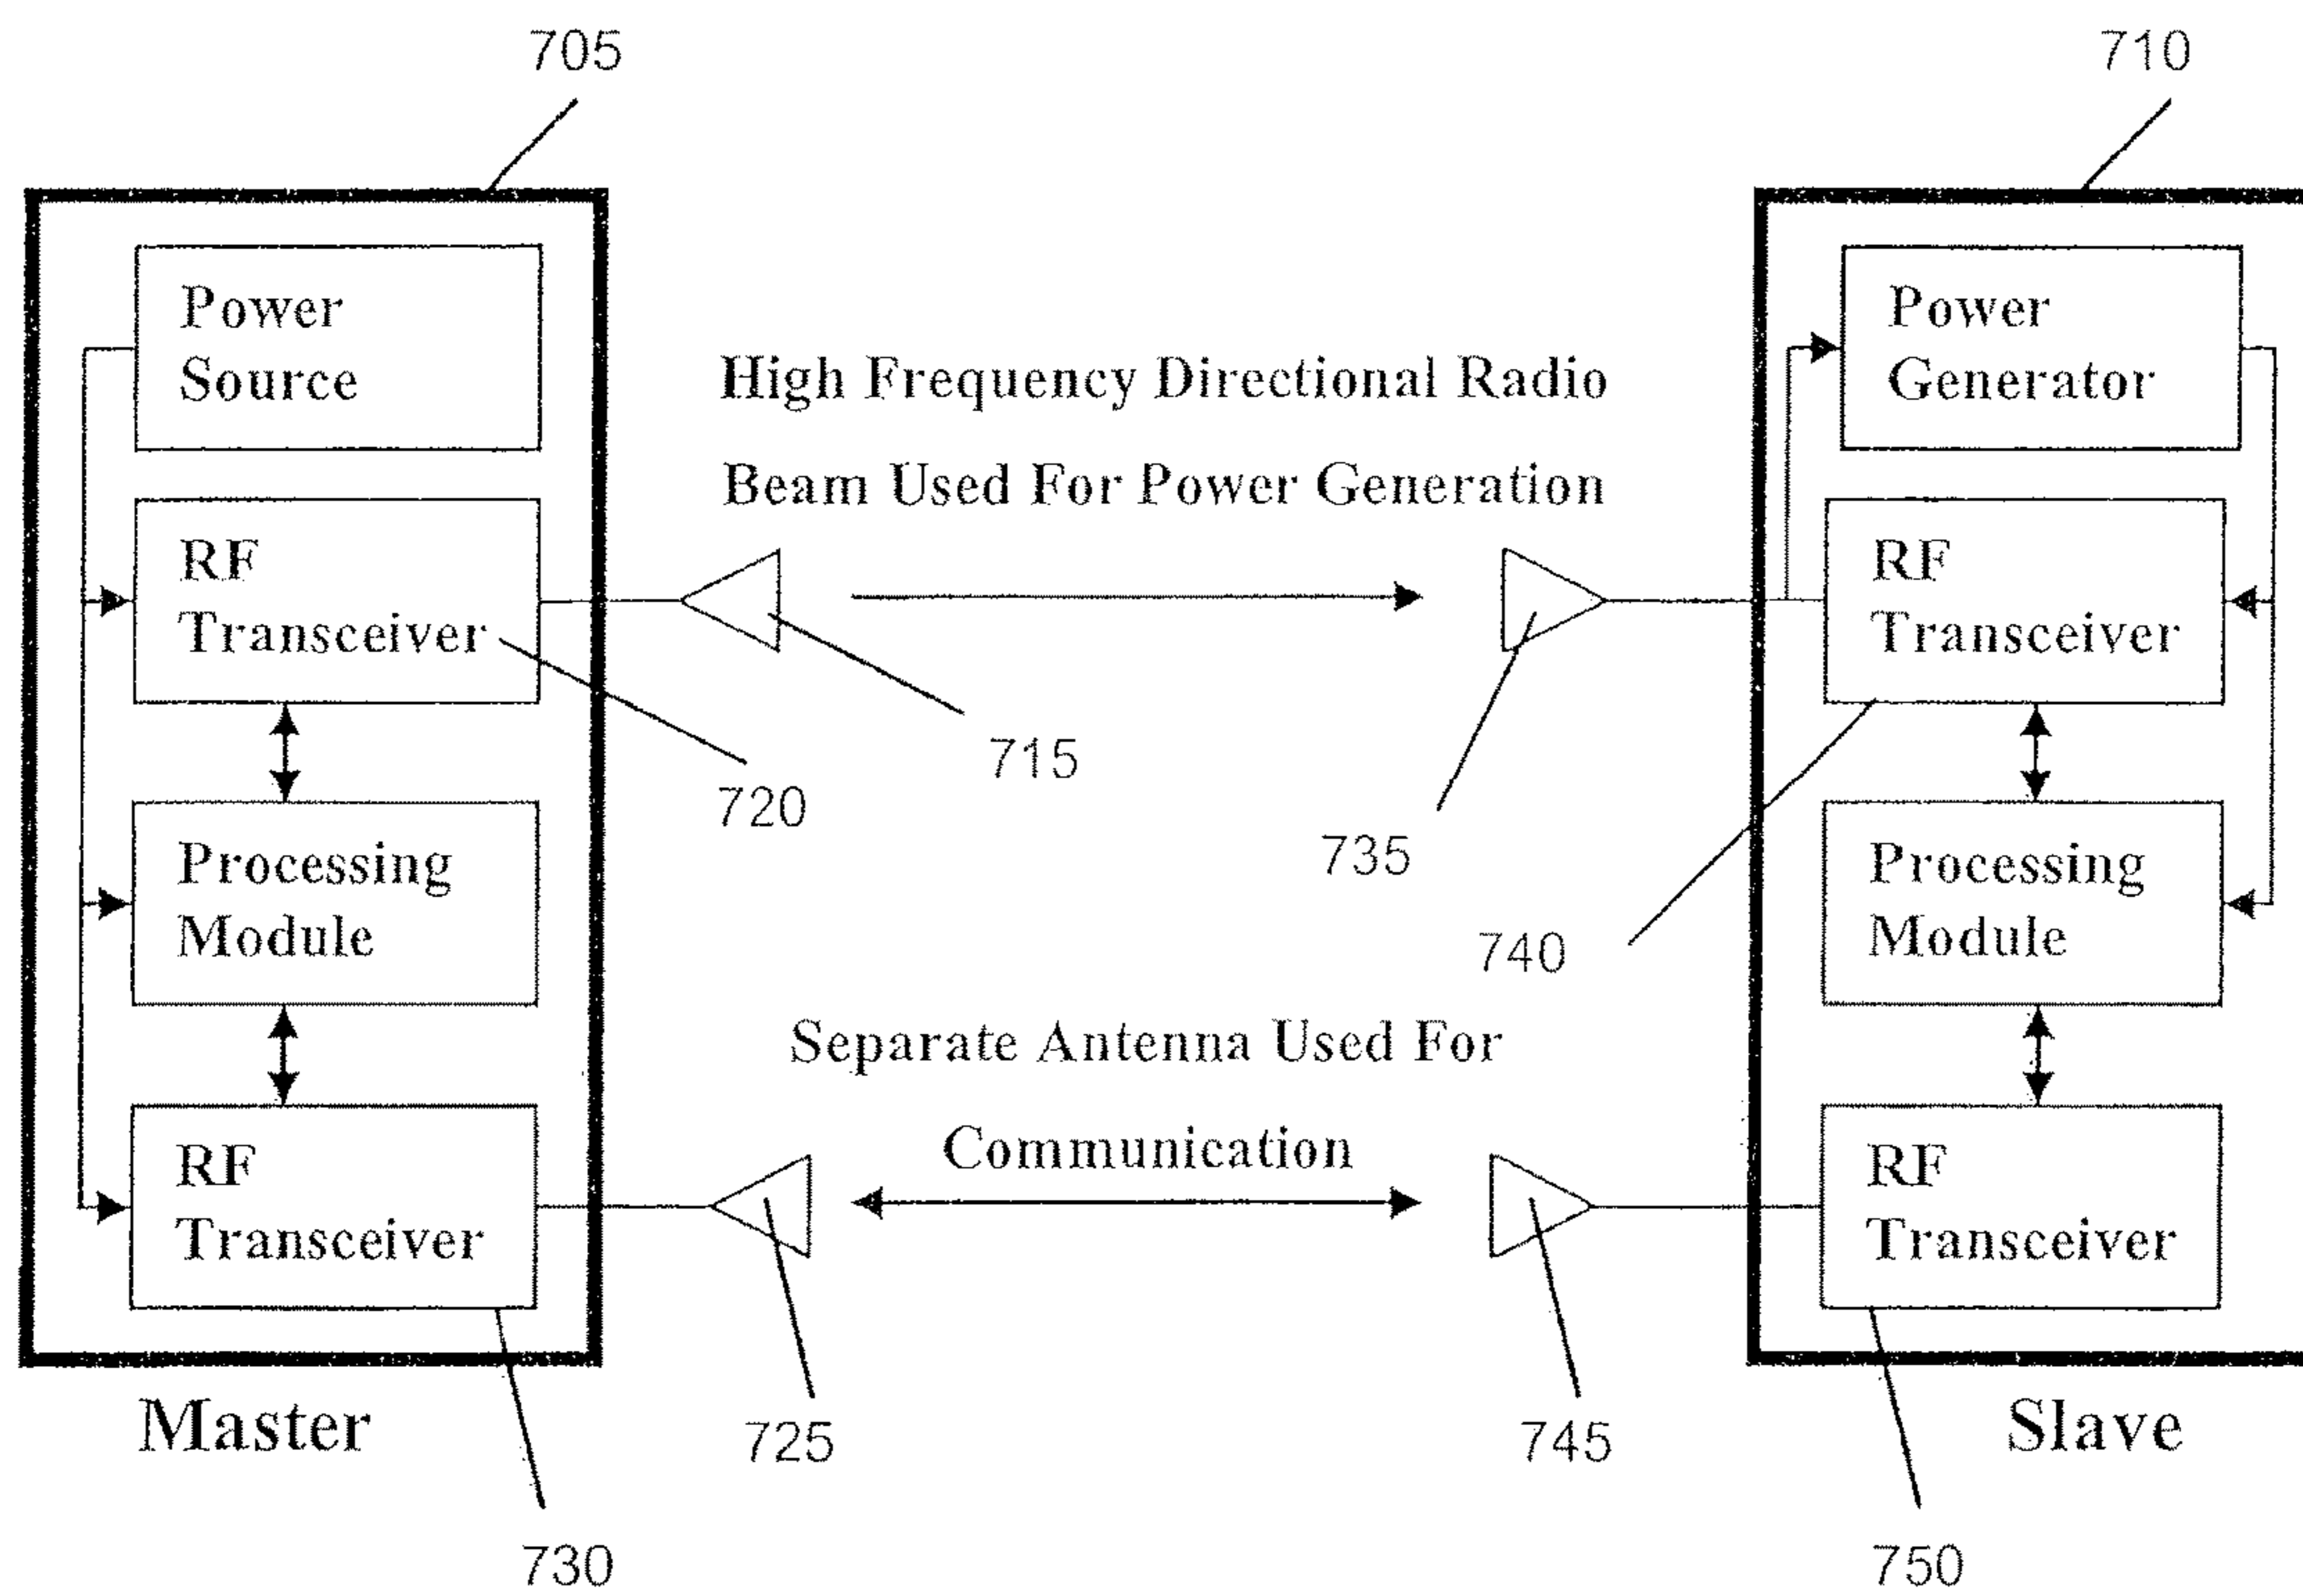 705
710
Power
Source
High Frequency Directional Radio
Beam Used For Power Generation
Power
Generator
RF
Transceiver
RF
Transceiver
715
720
735
740
Processing
Module
Processing
Module
Separate Antenna Used For
Communication
RF
Transceiver
RF
Transceiver
725
745
Master
Slave
730
750